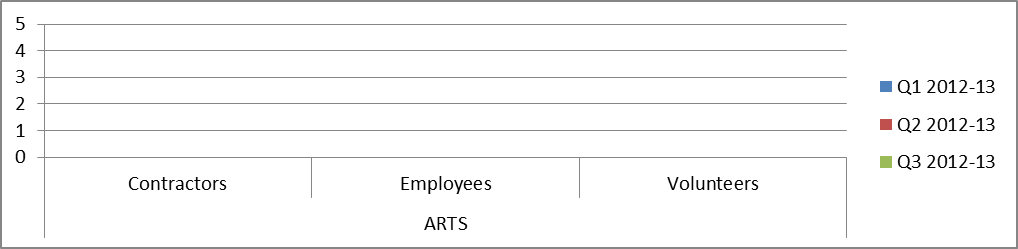 5
4
3
2
1
0
Contractors Employees Volunteers
ARTS
Q1 2012-13
Q2 2012-13
Q3 2012-13